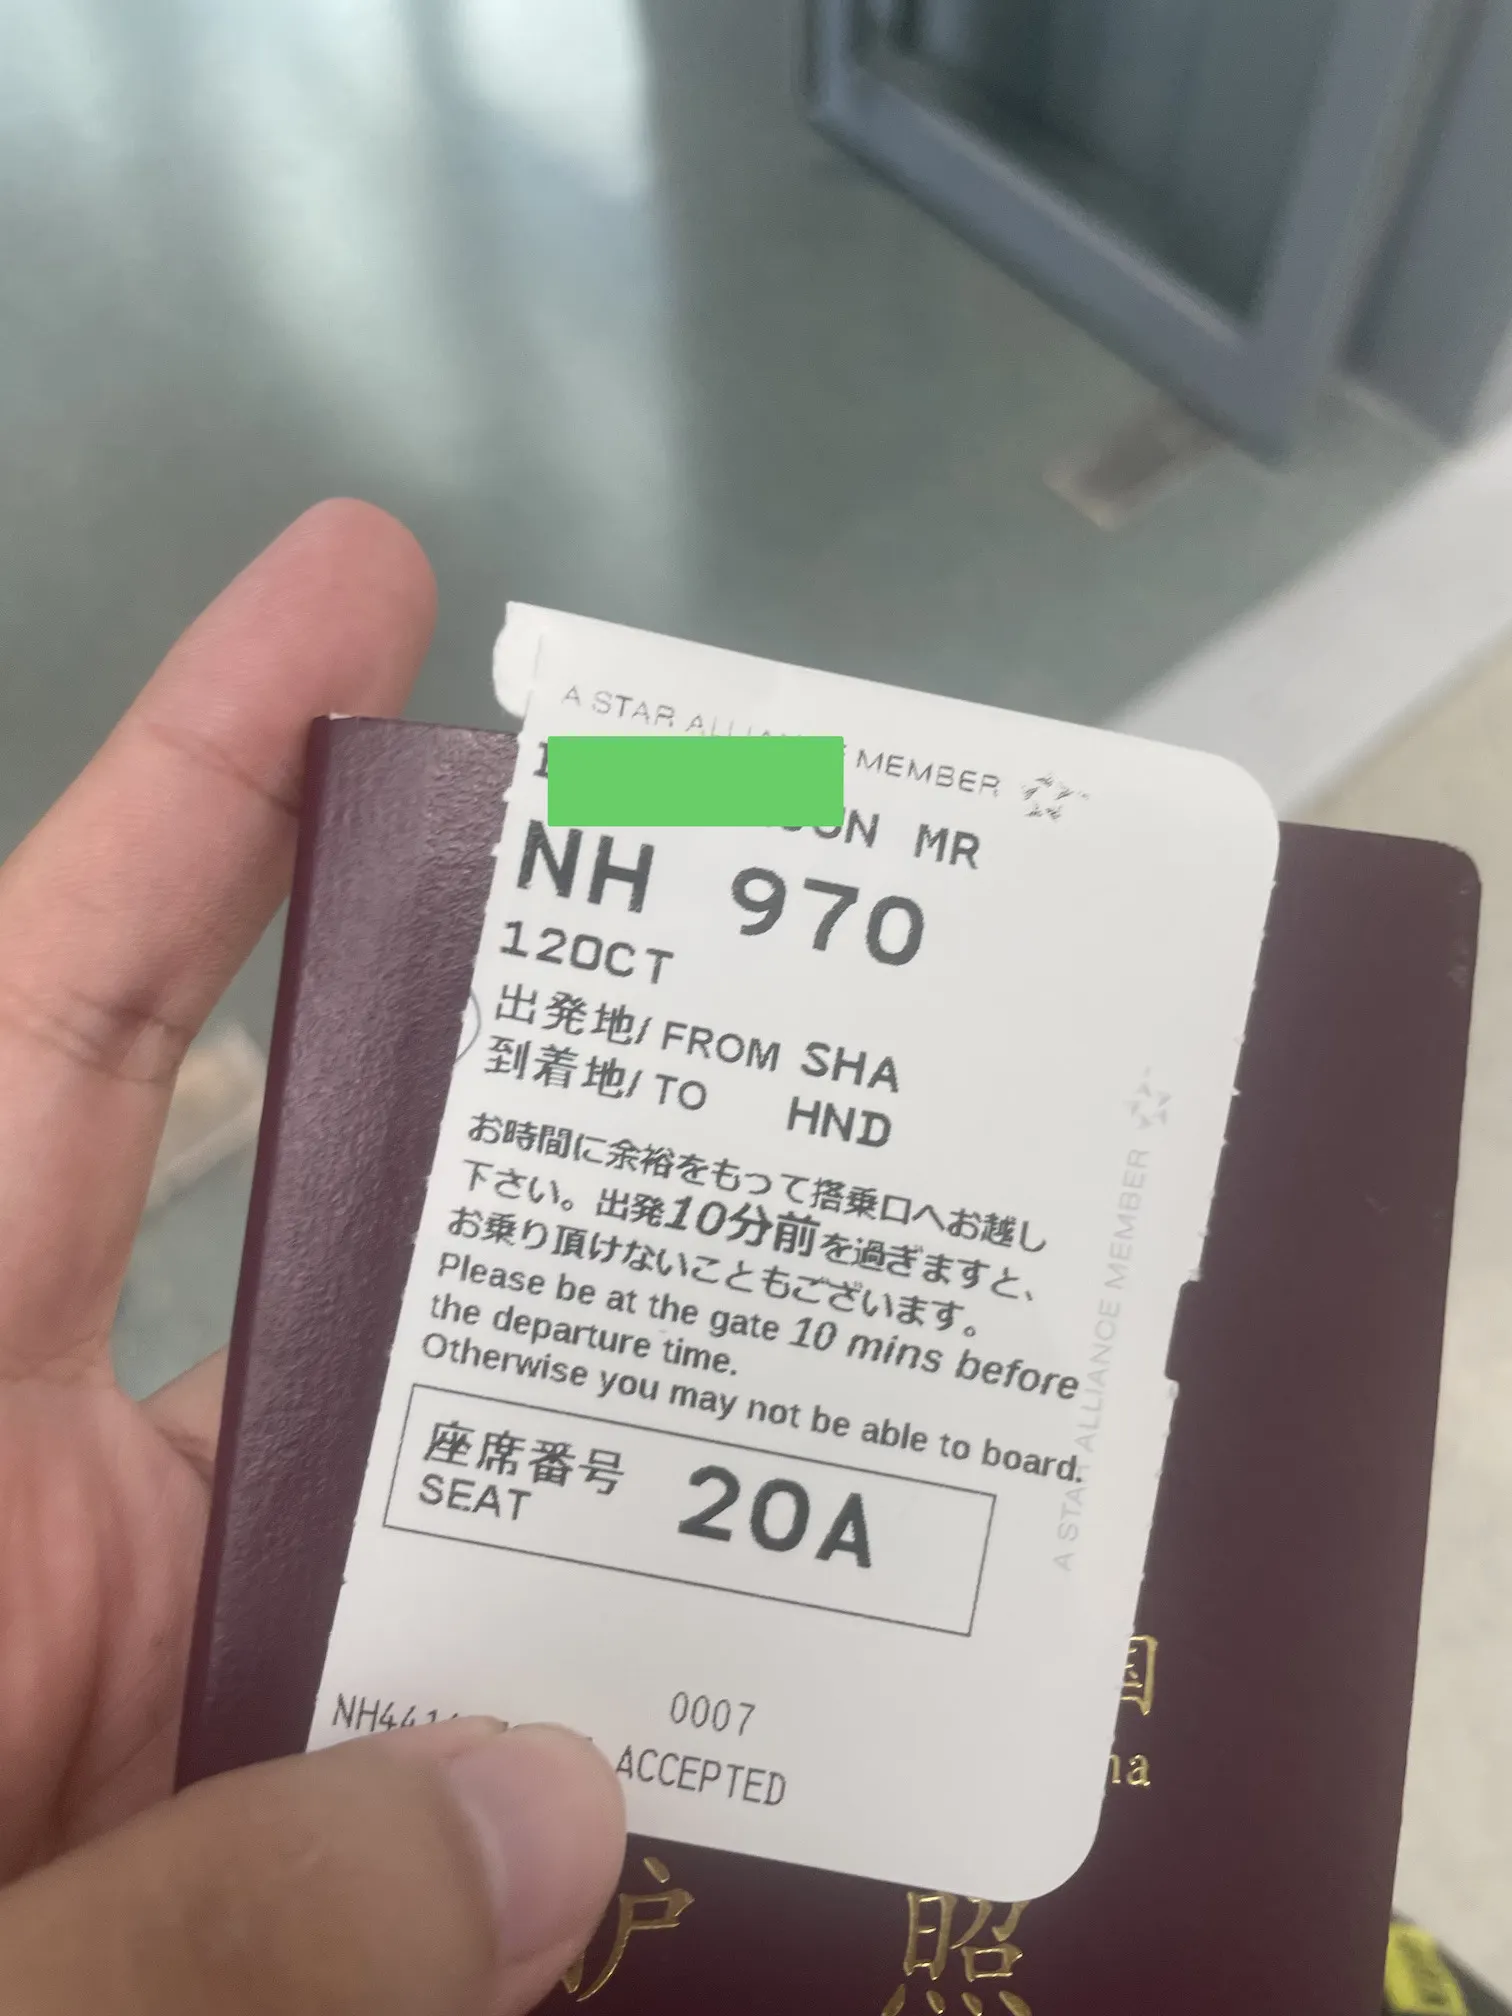 A STAR ALLIANCE MEMBER
MR
NH 970
12OCT
出発地/ FROM SHA
到着地/ TO HND
お時間に余裕をもって搭乗口へお越し
下さい。出発10分前を過ぎますと、
お乗り頂けないこともございます。
Please be at the gate 10 mins before
the departure time.
Otherwise you may not be able to board.
座席番号
SEAT 20A
0007
ACCEPTED
A STAR ALLIANCE MEMBER
护 照